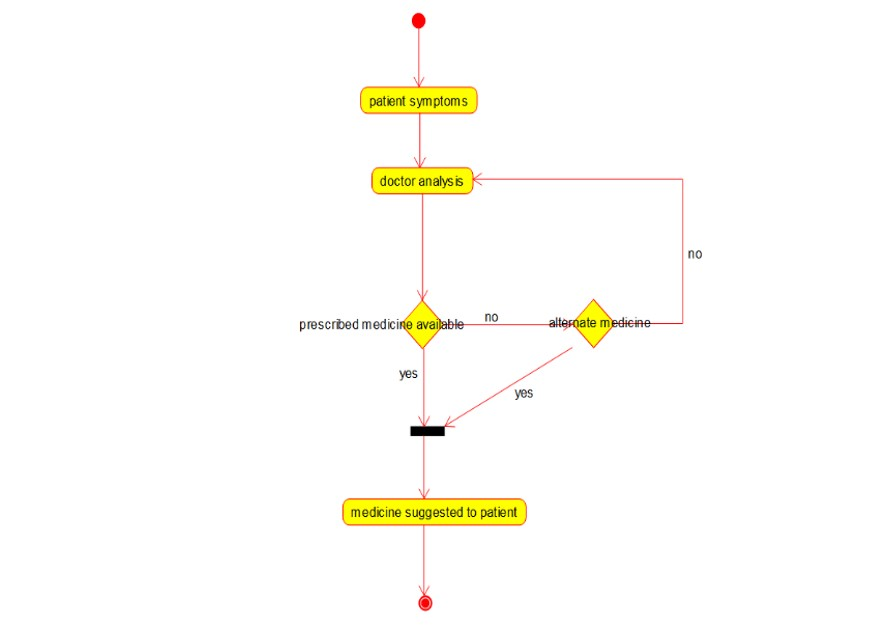 patient symptoms
doctor analysis
no
prescribed medicine available
no
alternate medicine
yes
yes
medicine suggested to patient